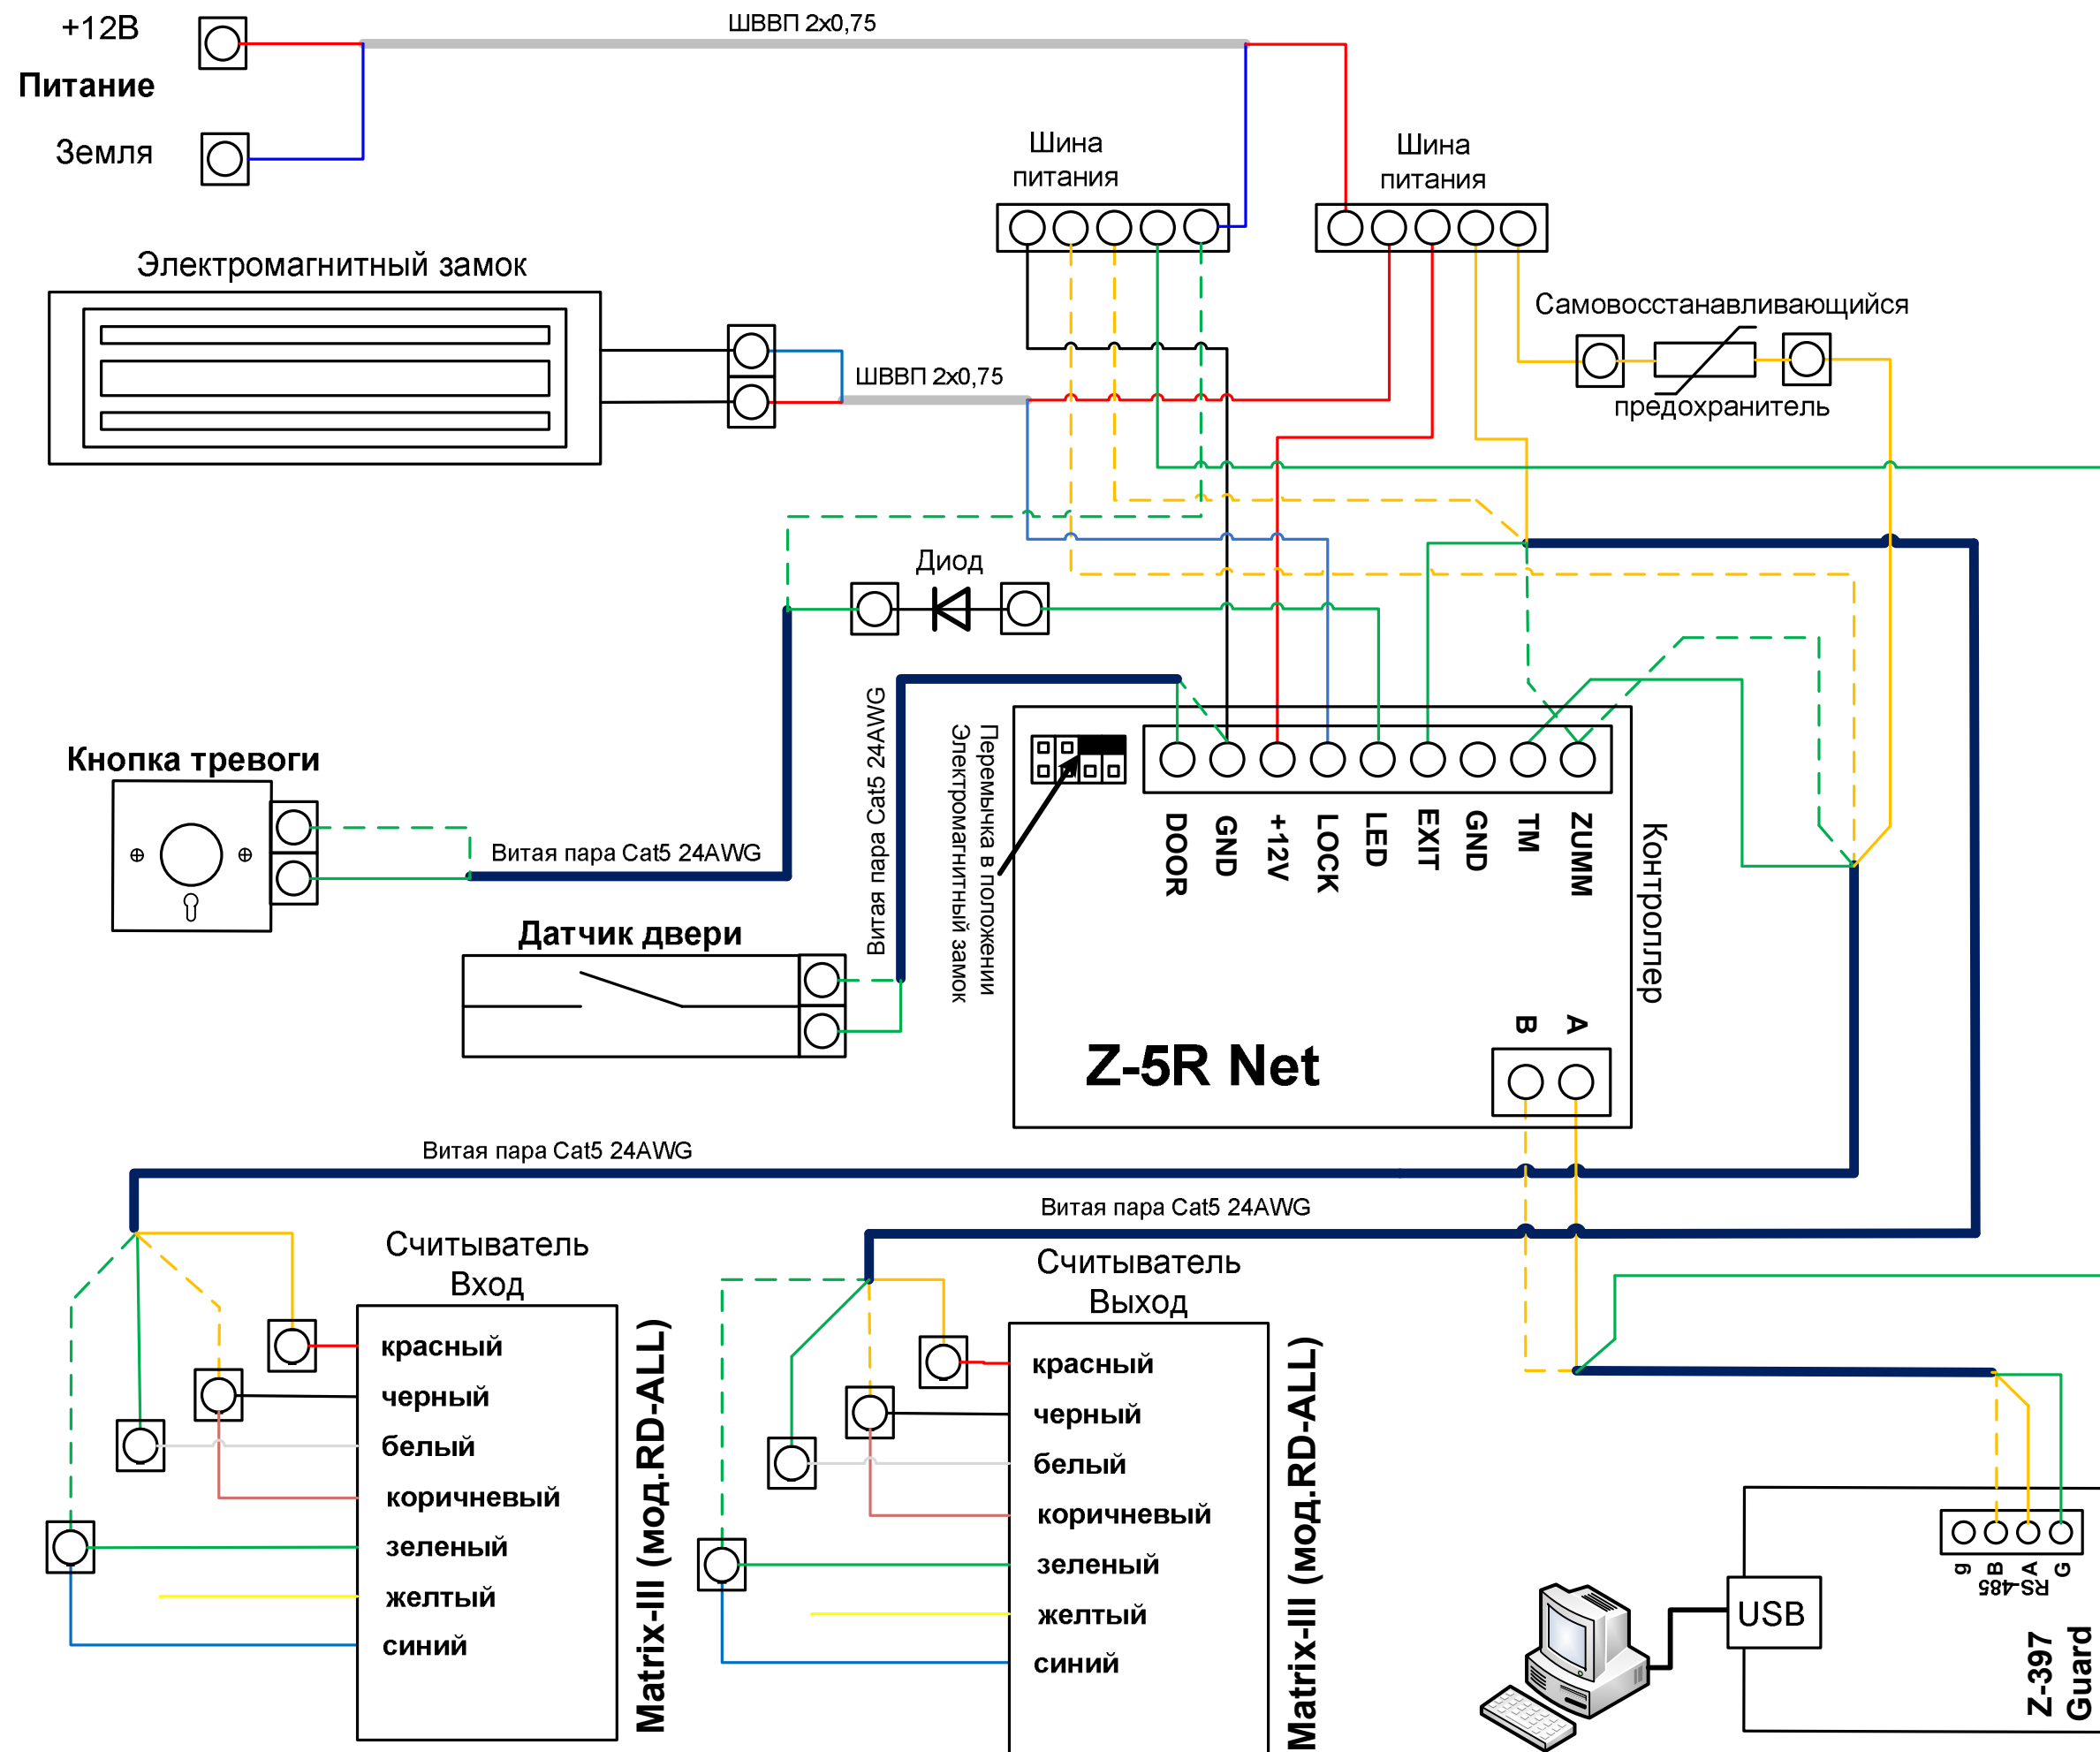 +12В
Питание
Земля
ШВВП 2x0,75
Шина
питания
Шина
питания
Электромагнитный замок
ШВВП 2x0,75
Самовосстанавливающийся
предохранитель
Диод
Кнопка тревоги
Витая пара Cat5 24AWG
Датчик двери
Витая пара Cat5 24AWG
Перемычка в положении
Электромагнитный замок
DOOR
GND
+12V
LOCK
LED
EXIT
GND
TM
ZUMM
Контроллер
B
A
Z-5R Net
Витая пара Cat5 24AWG
Витая пара Cat5 24AWG
Считыватель
Вход
красный
черный
белый
коричневый
зеленый
желтый
синий
Matrix-III (мод.RD-ALL)
Считыватель
Выход
красный
черный
белый
коричневый
зеленый
желтый
синий
Matrix-III (мод.RD-ALL)
USB
g
B
A
G
RS-485
Z-397
Guard